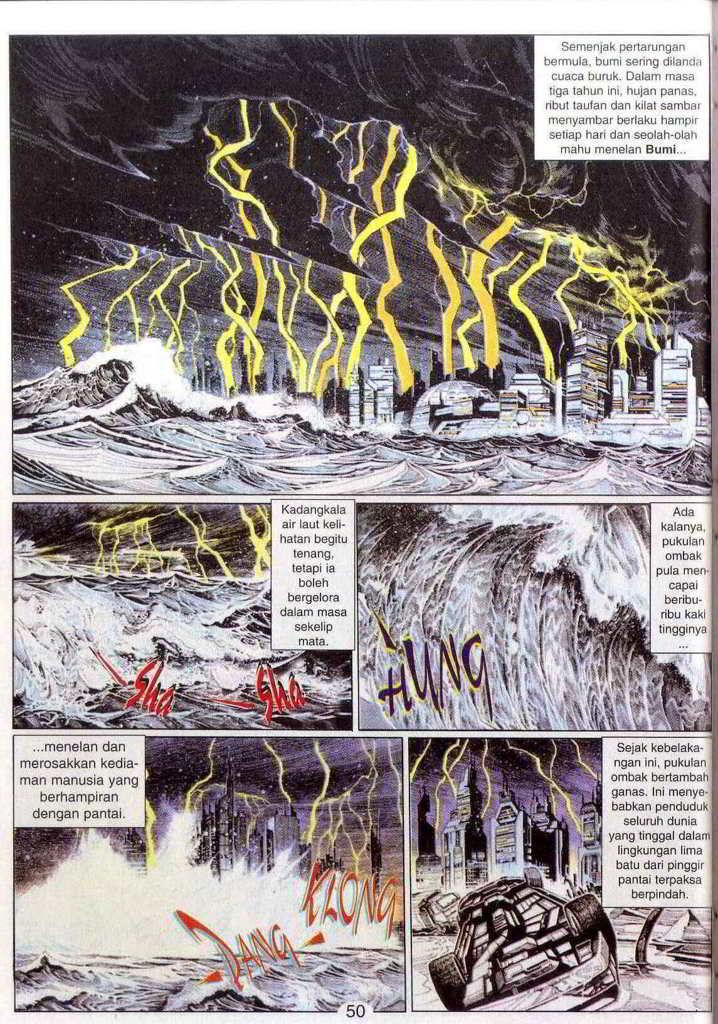 Semenjak pertarungan
bermula, bumi sering dilanda
cuaca buruk. Dalam masa
tiga tahun ini, hujan panas,
ribut taufan dan kilat sambar
menyambar berlaku hampir
setiap hari dan seolah-olah
mahu menelan Bumi...
Kadangkala
air laut keli-
hatan begitu
tenang,
tetapi ia
boleh
bergelora
dalam masa
sekelip
mata.
Sha
Sha
Ada
kalanya,
pukulan
ombak
pula men-
capai
beribu-
ribu kaki
tingginya
...
HUNG
...menelan dan
merosakkan kedia-
man manusia yang
berhampiran
dengan pantai.
KLONG
DANG
Sejak kebelaka-
ngan ini, pukulan
ombak bertambah
ganas. Ini menye-
babkan penduduk
seluruh dunia
yang tinggal dalam
lingkungan lima
batu dari pinggir
pantai terpaksa
berpindah.
50